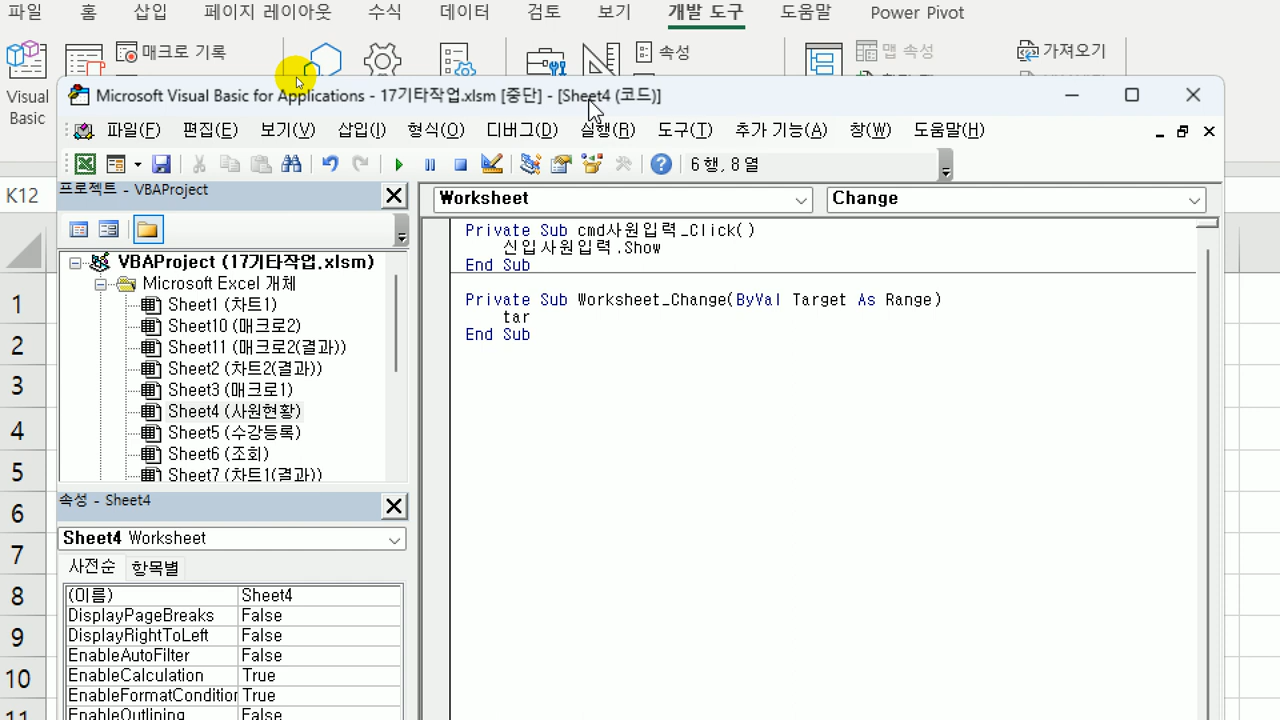 파일 홈 삽입 페이지 레이아웃 수식 데이터 검토 보기 개발 도구 도움말 Power Pivot
매크로 기록 속성 맵 속성 가져오기
Visual
Basic
Microsoft Visual Basic for Applications - 17기타작업.xlsm [중단] - [Sheet4 (코드)]
파일(F) 편집(E) 보기(V) 삽입(I) 형식(O) 디버그(D) 실행(R) 도구(T) 추가 기능(A) 창(W) 도움말(H)
6 행, 8 열
K12
프로젝트 - VBAProject
Worksheet Change
VBAProject (17기타작업.xlsm)
Microsoft Excel 개체
Sheet1 (차트1)
Sheet10 (매크로2)
Sheet11 (매크로2(결과))
Sheet2 (차트2(결과))
Sheet3 (매크로1)
Sheet4 (사원현황)
Sheet5 (수강등록)
Sheet6 (조회)
Sheet7 (차트1(결과))
Private Sub cmd사원입력_Click()
신입사원입력.Show
End Sub
Private Sub Worksheet_Change(ByVal Target As Range)
tar
End Sub
속성 - Sheet4
Sheet4 Worksheet
사전순 항목별
(이름) Sheet4
DisplayPageBreaks False
DisplayRightToLeft False
EnableAutoFilter False
EnableCalculation True
EnableFormatCondition True
EnableOutlining False
1
2
3
4
5
6
7
8
9
10
11